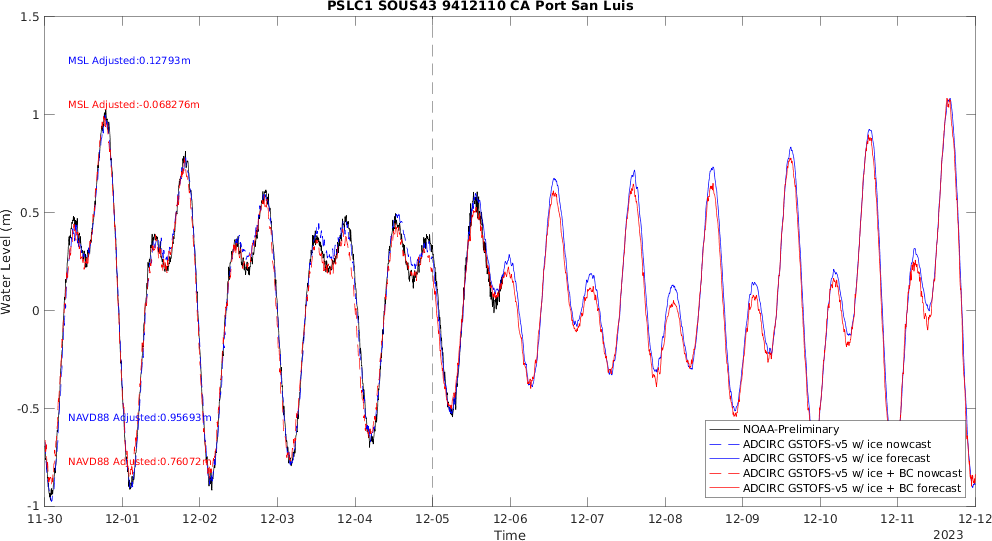 PSLC1 SOUS43 9412110 CA Port San Luis
1.5
1
0.5
0
-0.5
-1
Water Level (m)
MSL Adjusted:0.12793m
MSL Adjusted:-0.068276m
NAVD88 Adjusted:0.95693m
NAVD88 Adjusted:0.76072m
NOAA-Preliminary
ADCIRC GSTOFS-v5 w/ ice nowcast
ADCIRC GSTOFS-v5 w/ ice forecast
ADCIRC GSTOFS-v5 w/ ice + BC nowcast
ADCIRC GSTOFS-v5 w/ ice + BC forecast
11-30 12-01 12-02 12-03 12-04 12-05 12-06 12-07 12-08 12-09 12-10 12-11 12-12
Time
2023